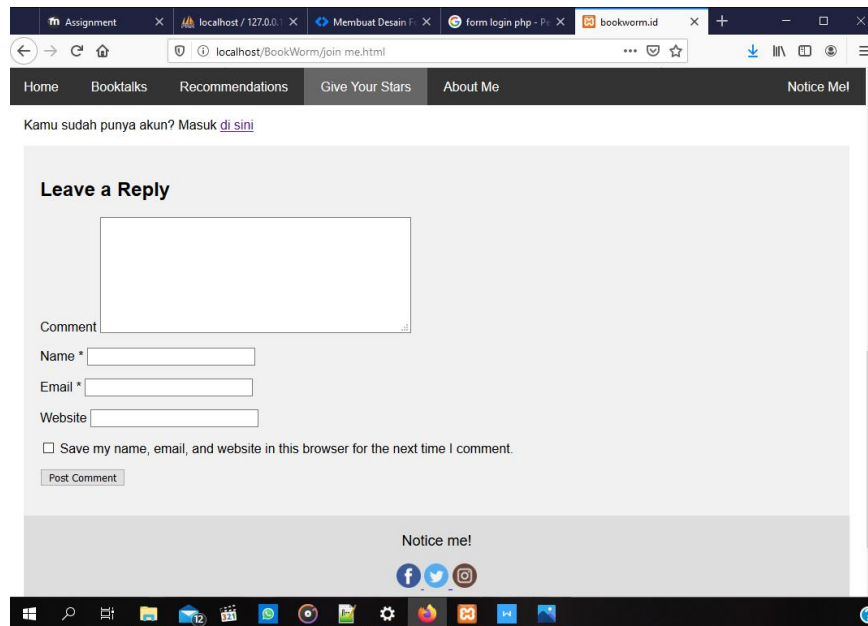 Assignment
localhost / 127.0.0.1
Membuat Desain Fo
form login php - Pe
bookworm.id
localhost/BookWorm/join me.html
Home Booktalks Recommendations Give Your Stars About Me Notice Me!
Kamu sudah punya akun? Masuk di sini
Leave a Reply
Comment
Name *
Email *
Website
Save my name, email, and website in this browser for the next time I comment.
Post Comment
Notice me!
12
321